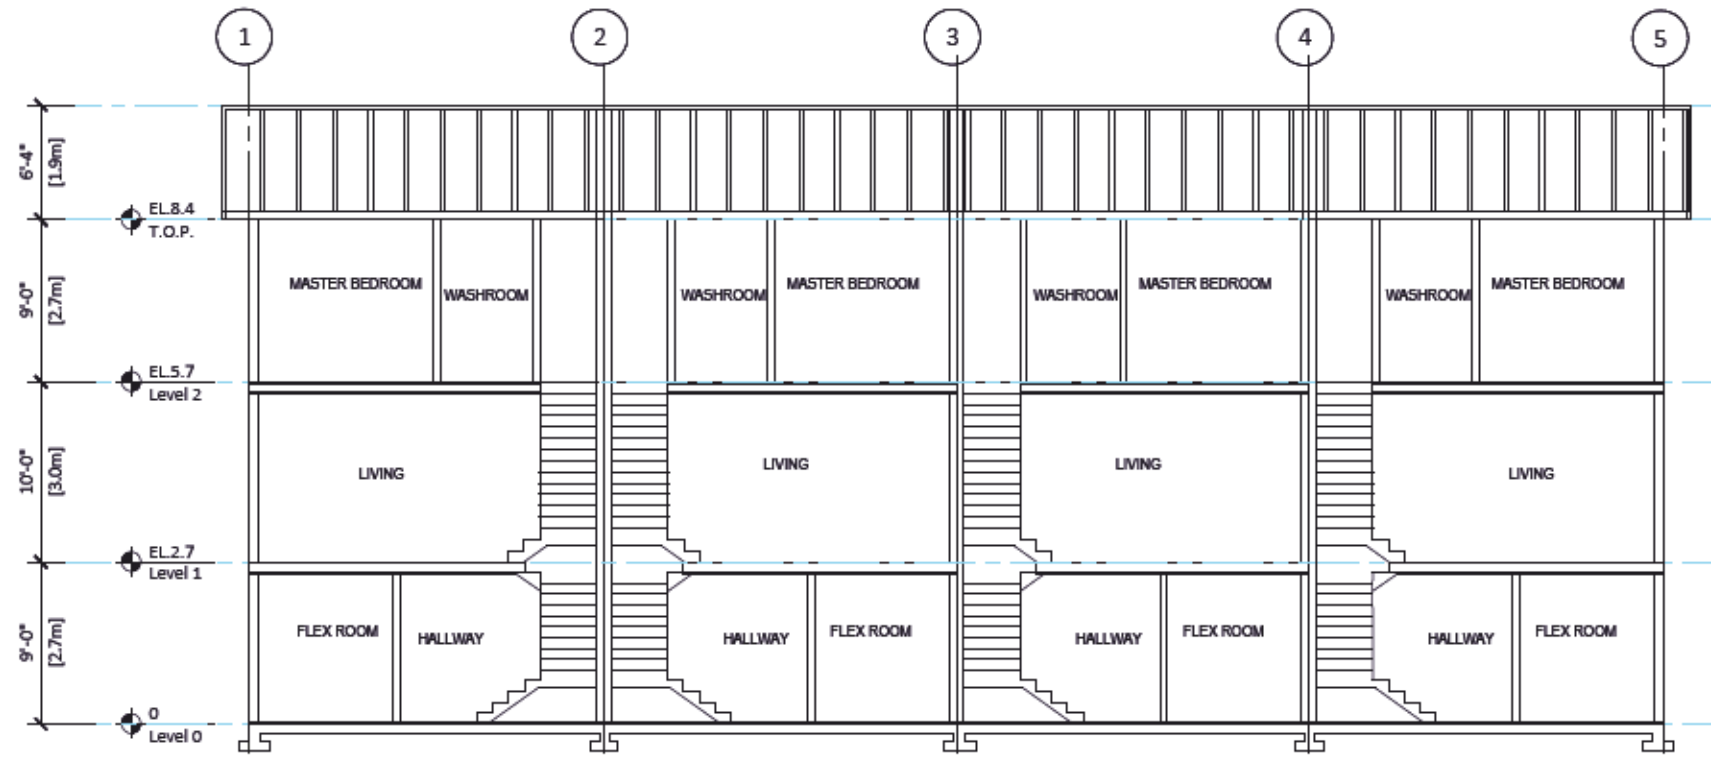 1 2 3 4 5
6'-4"
[1.9m]
EL.8.4
T.O.P.
9'-0"
[2.7m]
MASTER BEDROOM WASHROOM WASHROOM MASTER BEDROOM WASHROOM MASTER BEDROOM WASHROOM MASTER BEDROOM
EL.5.7
Level 2
10'-0"
[3.0m]
LIVING LIVING LIVING LIVING
EL.2.7
Level 1
9'-0"
[2.7m]
FLEX ROOM HALLWAY HALLWAY FLEX ROOM HALLWAY FLEX ROOM HALLWAY FLEX ROOM
0
Level 0